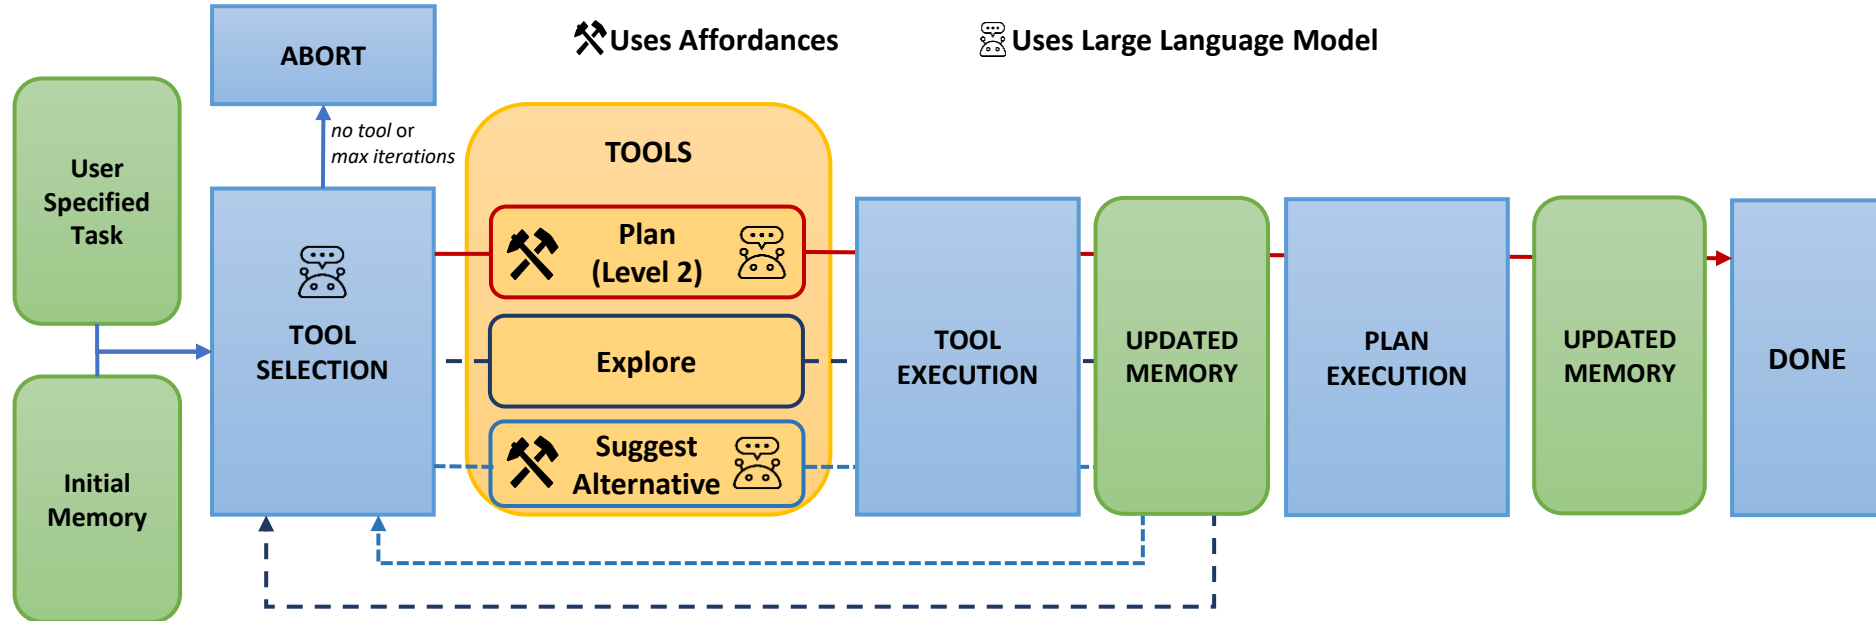 Uses Affordances
Uses Large Language Model
ABORT
no tool or
max iterations
User
Specified
Task
Initial
Memory
TOOL
SELECTION
TOOLS
Plan
(Level 2)
Explore
Suggest
Alternative
TOOL
EXECUTION
UPDATED
MEMORY
PLAN
EXECUTION
UPDATED
MEMORY
DONE